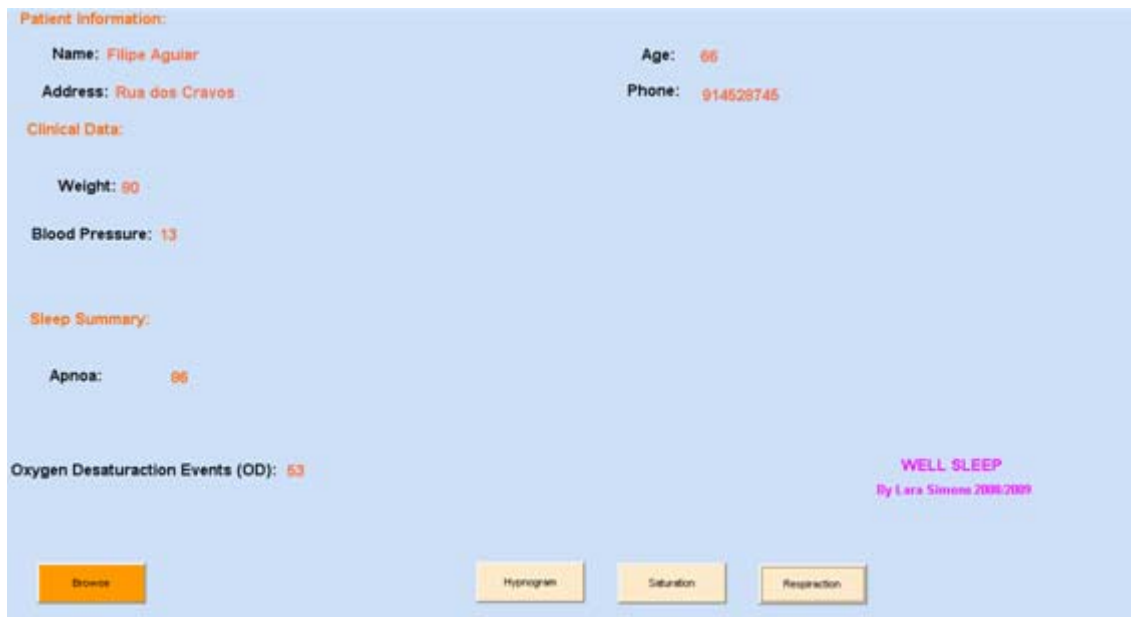 Patient Information:
Name: Filipe Aguiar Age: 66
Address: Rua dos Cravos Phone: 914528745
Clinical Data:
Weight: 90
Blood Pressure: 13
Sleep Summary:
Apnoa: 96
Oxygen Desaturaction Events (OD): 53
WELL SLEEP
By Lara Simons 2008/2009
Browse Hypnogram Saturation Respiraction